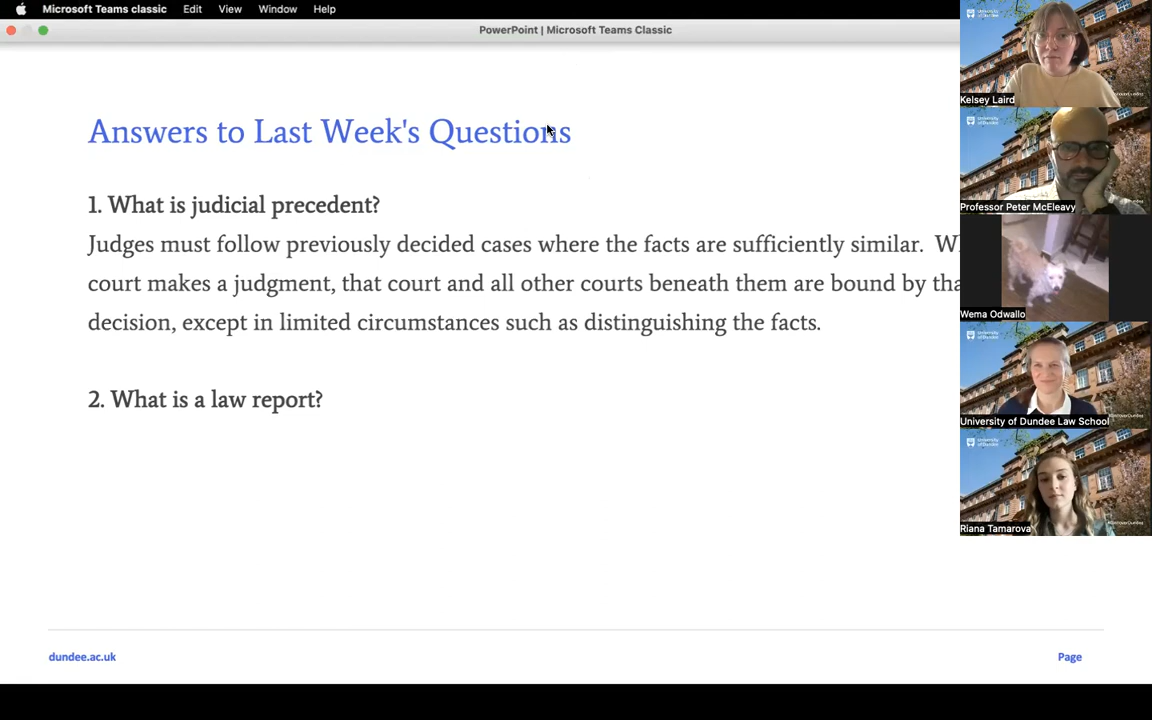 Microsoft Teams classic Edit View Window Help
PowerPoint | Microsoft Teams Classic
Answers to Last Week's Questions
1. What is judicial precedent?
Judges must follow previously decided cases where the facts are sufficiently similar.
court makes a judgment, that court and all other courts beneath them are bound by
decision, except in limited circumstances such as distinguishing the facts.
2. What is a law report?
dundee.ac.uk
Page
Kelsey Laird
Professor Peter McEleavy
Wema Odwallo
University of Dundee Law School
Riana Tamarova